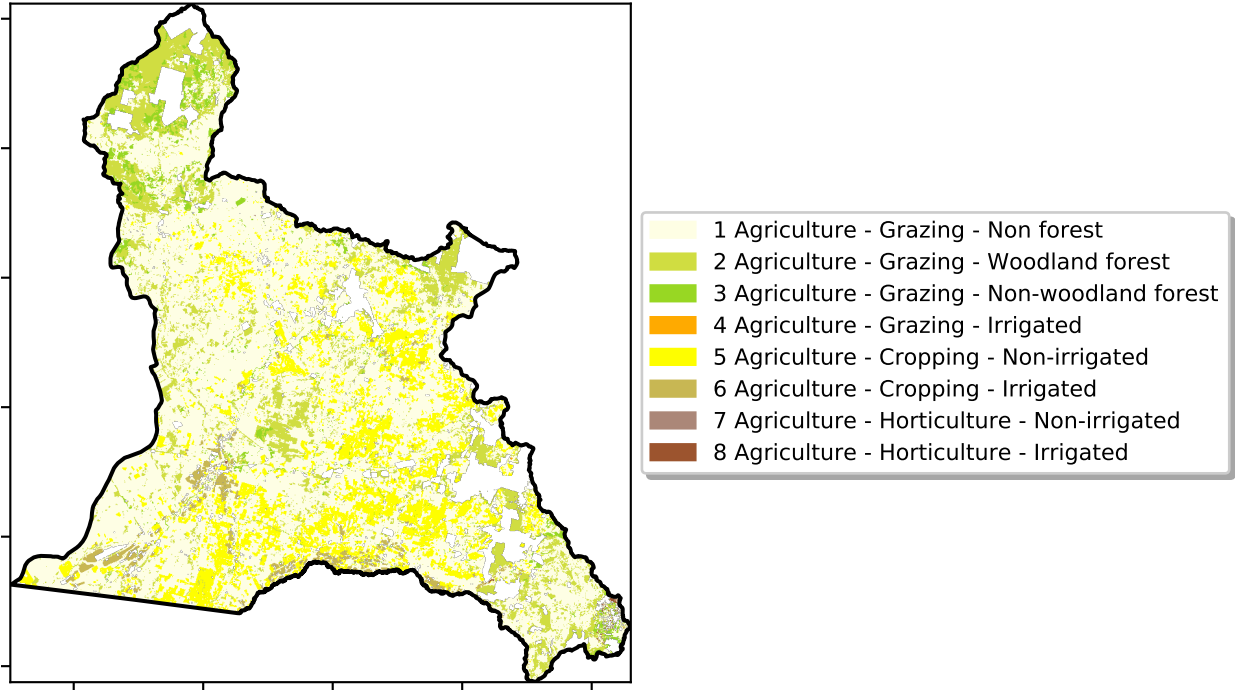 1 Agriculture - Grazing - Non forest
2 Agriculture - Grazing - Woodland forest
3 Agriculture - Grazing - Non-woodland forest
4 Agriculture - Grazing - Irrigated
5 Agriculture - Cropping - Non-irrigated
6 Agriculture - Cropping - Irrigated
7 Agriculture - Horticulture - Non-irrigated
8 Agriculture - Horticulture - Irrigated